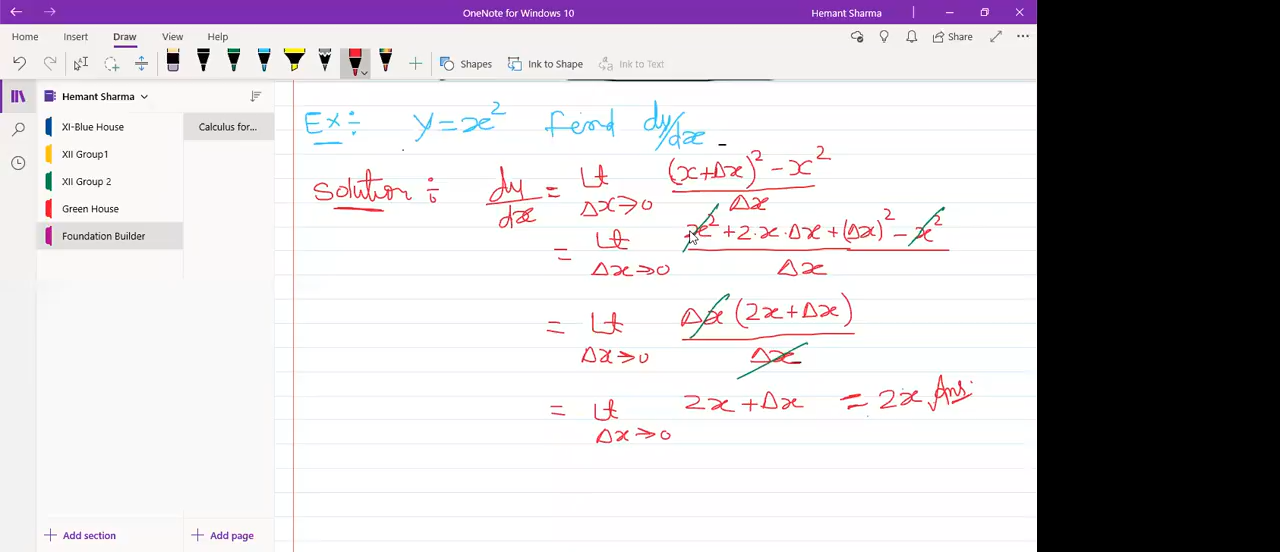 OneNote for Windows 10
Hemant Sharma
Home Insert Draw View Help
Share
Shapes Ink to Shape Ink to Text
Hemant Sharma
XI-Blue House
XII Group1
XII Group 2
Green House
Foundation Builder
Calculus for...
Add section
Add page
Ex÷ y=x² find dy/dx
Solution÷ dy/dx = Lt Δx→0 ((x+Δx)² - x²)/Δx
= Lt Δx→0 (x² + 2·x·Δx + (Δx)² - x²)/Δx
= Lt Δx→0 Δx(2x+Δx)/Δx
= Lt Δx→0 2x+Δx = 2x Ans.